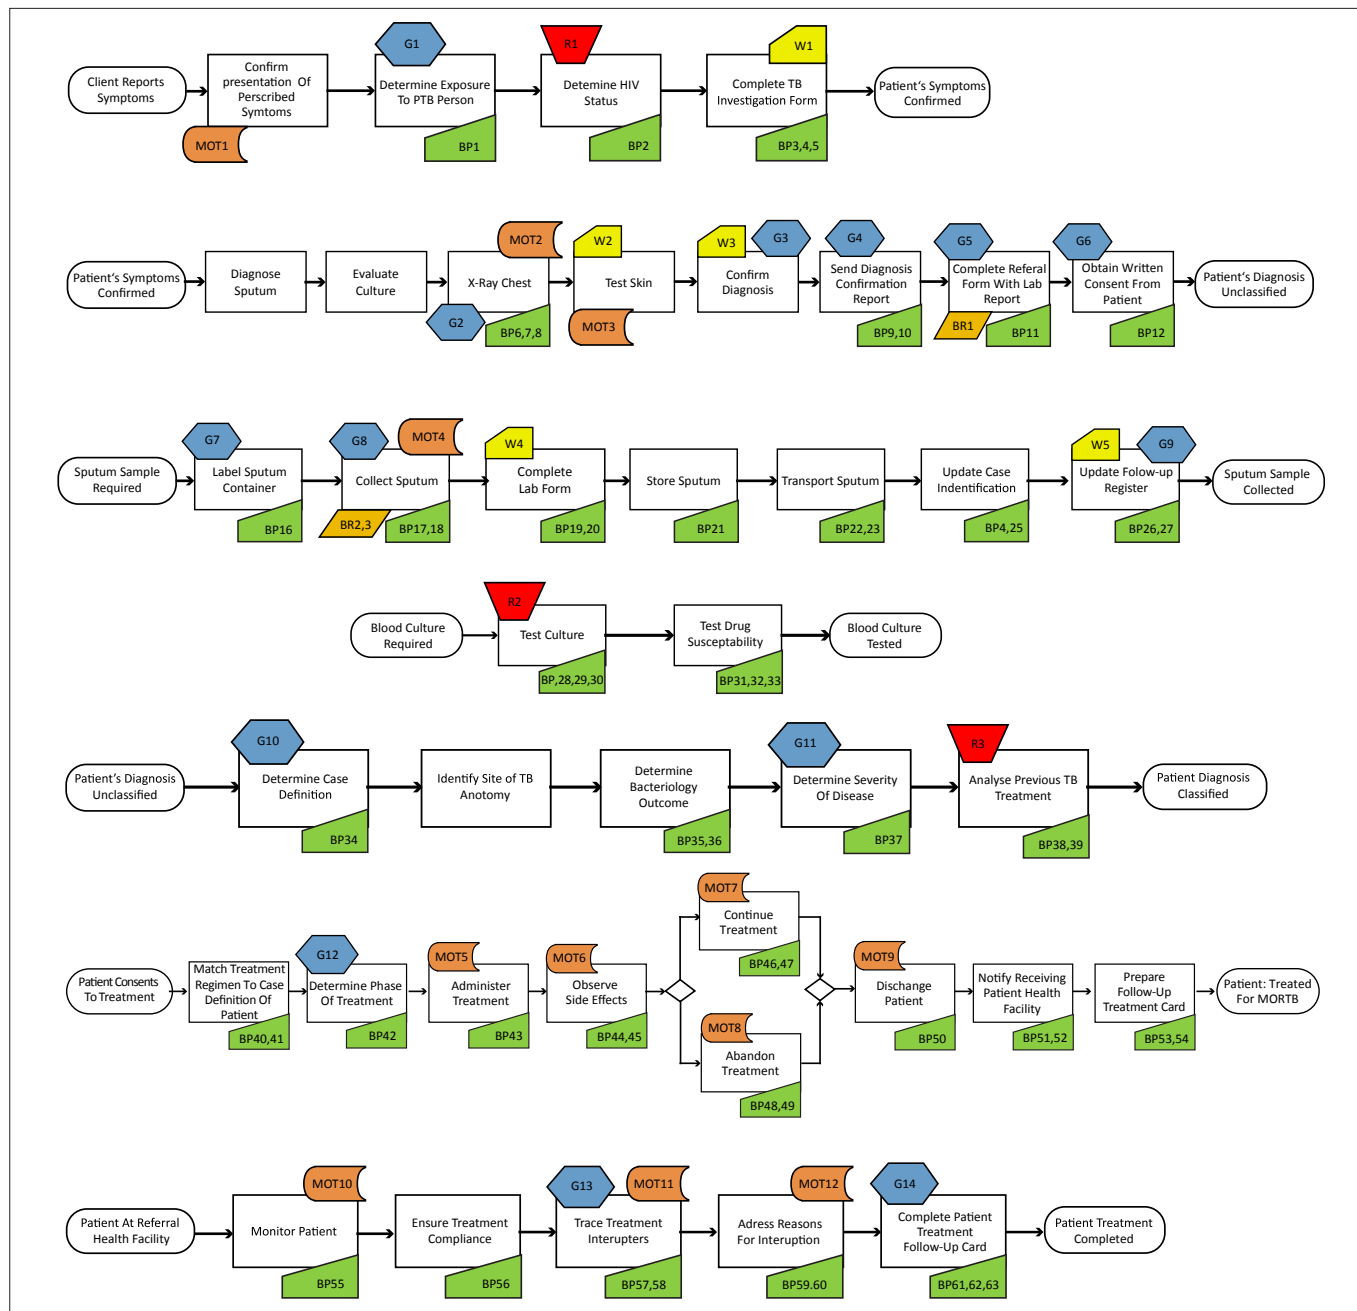 G1
R1
W1
Client Reports
Symptoms
Confirm
presentation Of
Perscribed
Symtoms
Determine Exposure
To PTB Person
Detemine HIV
Status
Complete TB
Investigation Form
Patient's Symptoms
Confirmed
MOT1
BP1
BP2
BP3,4,5
MOT2
W2
W3
G3
G4
G5
G6
Patient's Symptoms
Confirmed
Diagnose
Sputum
Evaluate
Culture
X-Ray Chest
Test Skin
Confirm
Diagnosis
Send Diagnosis
Confirmation
Report
Complete Referal
Form With Lab
Report
Obtain Written
Consent From
Patient
Patient's Diagnosis
Unclassified
G2
BP6,7,8
MOT3
BP9,10
BR1
BP11
BP12
G7
G8
MOT4
W4
W5
G9
Sputum Sample
Required
Label Sputum
Container
Collect Sputum
Complete
Lab Form
Store Sputum
Transport Sputum
Update Case
Indentification
Update Folow-up
Register
Sputum Sample
Collected
BP16
BR2,3
BP17,18
BP19,20
BP21
BP22,23
BP4,25
BP26,27
R2
Blood Culture
Required
Test Culture
Test Drug
Susceptability
Blood Culture
Tested
BP,28,29,30
BP31,32,33
G10
G11
R3
Patient's Diagnosis
Unclassified
Determine Case
Definition
Identify Site of TB
Anotomy
Determine
Bacteriology
Outcome
Determine Severity
Of Disease
Analyse Previous TB
Treatment
Patient Diagnosis
Classified
BP34
BP35,36
BP37
BP38,39
MOT7
Continue
Treatment
BP46,47
G12
MOT5
MOT6
MOT9
Patient Consents
To Treatment
Match Treatment
Regimen To Case
Definition Of
Patient
Determine Phase
Of Treatment
Administer
Treatment
Observe
Side Effects
Discharge
Patient
Notify Receiving
Patient Health
Facility
Prepare
Follow-Up
Treatment Card
Patient: Treated
For MORTB
BP40,41
BP42
BP43
BP44,45
BP50
BP51,52
BP53,54
MOT8
Abandon
Treatment
BP48,49
MOT10
G13
MOT11
MOT12
G14
Patient At Referral
Health Facility
Monitor Patient
Ensure Treatment
Compliance
Trace Treatment
Interupters
Adress Reasons
For Interuption
Complete Patient
Treatment
Follow-Up Card
Patient Treatment
Completed
BP55
BP56
BP57,58
BP59.60
BP61,62,63